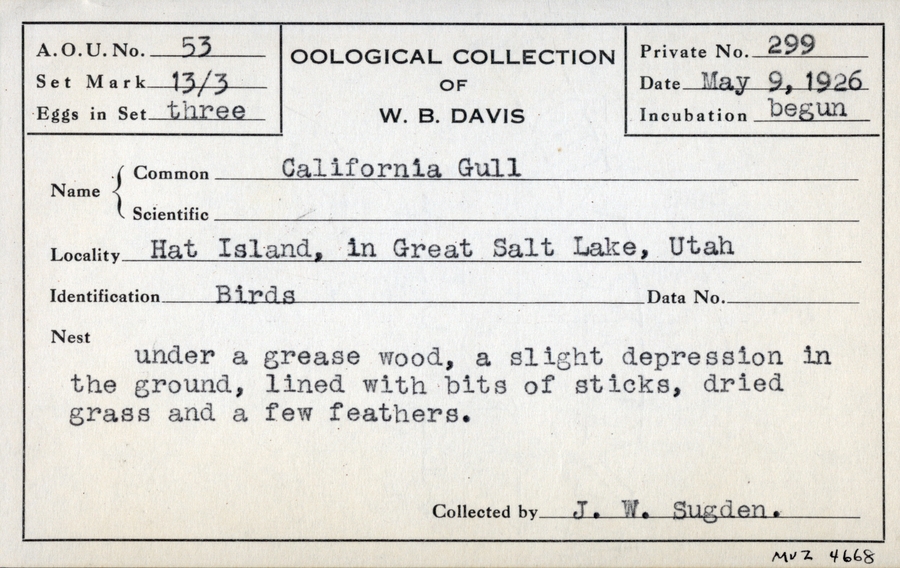 A.O.U. No. 53
Set Mark 13/3
Eggs in Set three
OOLOGICAL COLLECTION
OF
W. B. DAVIS
Private No. 299
Date May 9, 1926
Incubation begun
Name
Common California Gull
Scientific
Locality Hat Island, in Great Salt Lake, Utah
Identification Birds Data No.
Nest
under a grease wood, a slight depression in
the ground, lined with bits of sticks, dried
grass and a few feathers.
Collected by J. W. Sugden.
MVZ 4668